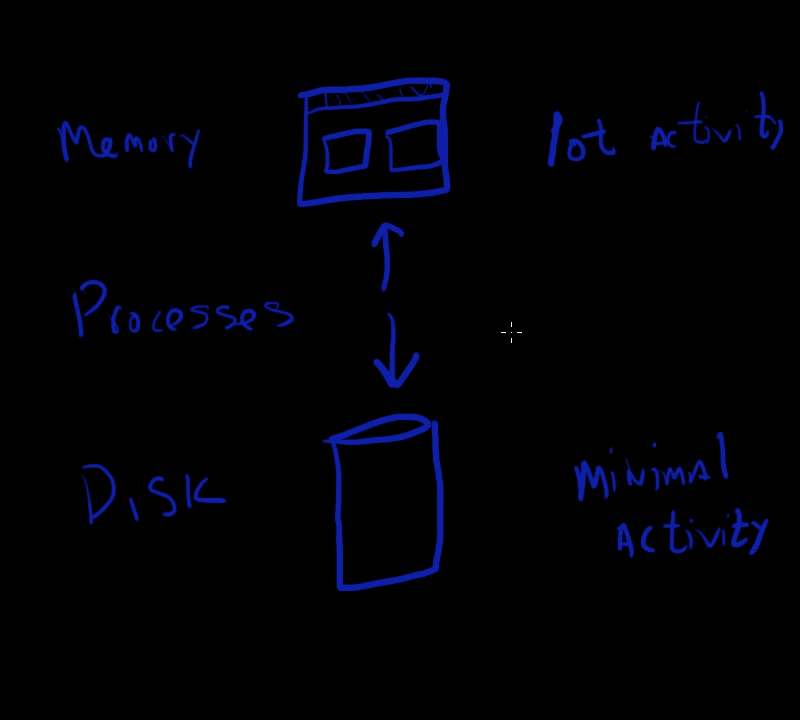 Memory
lot activity
Processes
Disk
Minimal
Activity